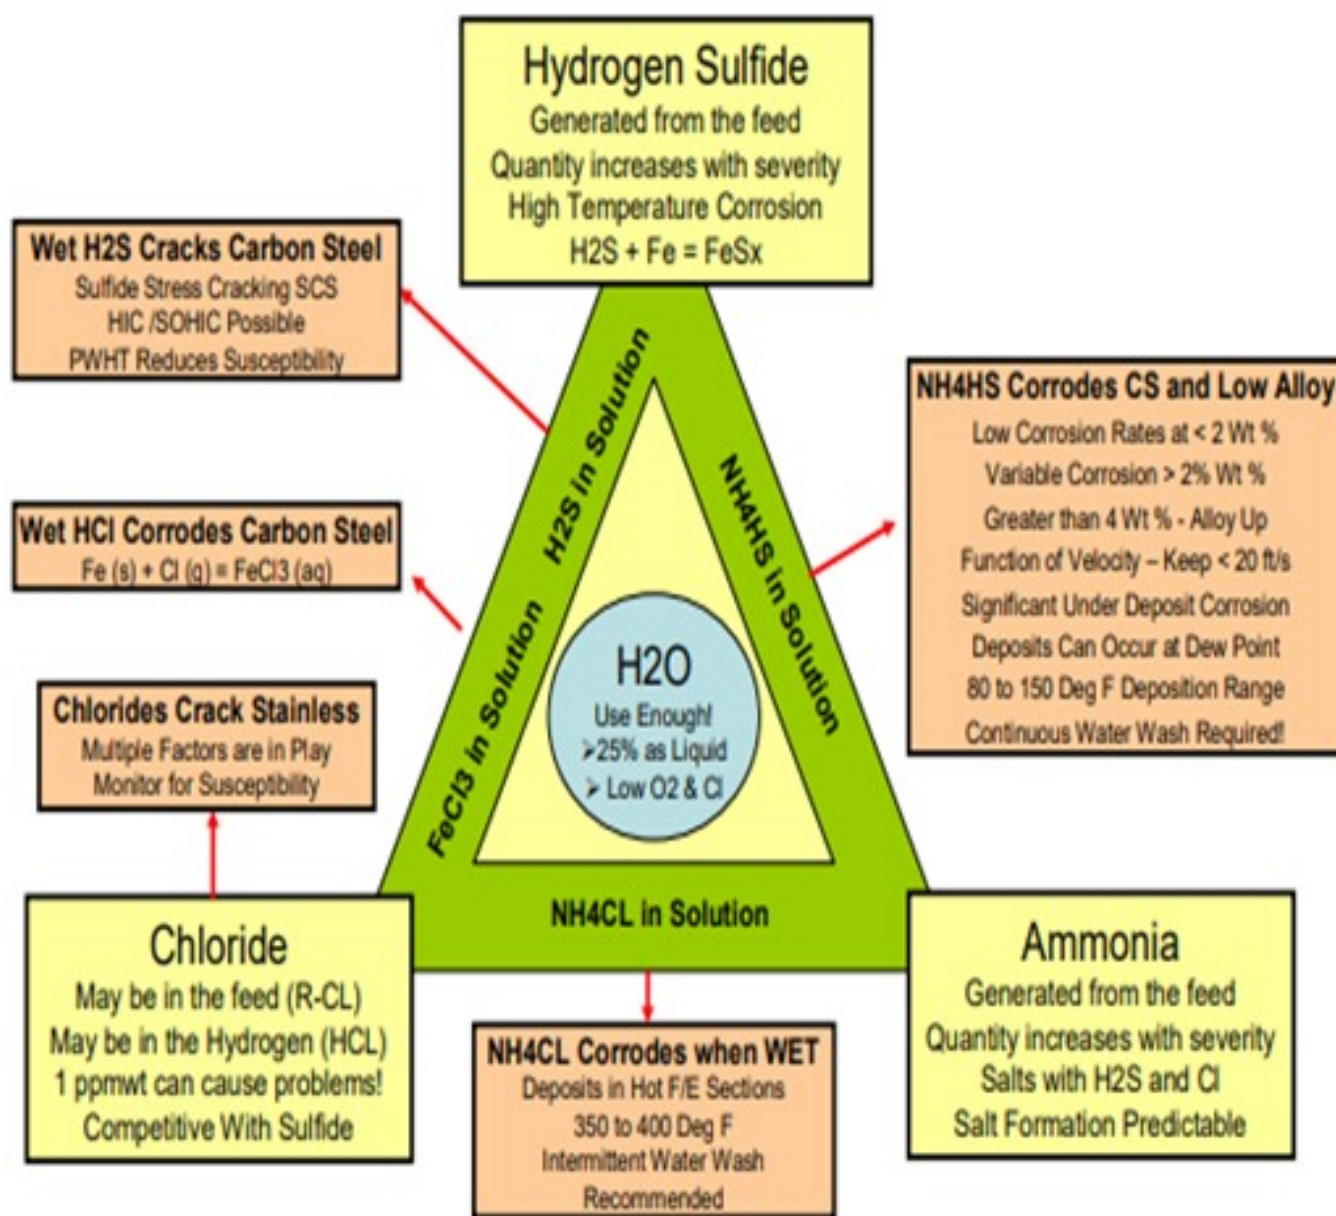 Hydrogen Sulfide
Generated from the feed
Quantity increases with severity
High Temperature Corrosion
H2S + Fe = FeSx
Wet H2S Cracks Carbon Steel
Sulfide Stress Cracking SCS
HIC /SOHIC Possible
PWHT Reduces Susceptibility
Wet HCl Corrodes Carbon Steel
Fe (s) + Cl (g) = FeCl3 (aq)
Chlorides Crack Stainless
Multiple Factors are in Play
Monitor for Susceptibility
Chloride
May be in the feed (R-CL)
May be in the Hydrogen (HCL)
1 ppmwt can cause problems!
Competitive With Sulfide
H2S in Solution
FeCl3 in Solution
NH4HS in Solution
NH4CL in Solution
H2O
Use Enough!
➢25% as Liquid
➢ Low O2 & Cl
NH4HS Corrodes CS and Low Alloy
Low Corrosion Rates at < 2 Wt %
Variable Corrosion > 2% Wt %
Greater than 4 Wt % - Alloy Up
Function of Velocity – Keep < 20 ft/s
Significant Under Deposit Corrosion
Deposits Can Occur at Dew Point
80 to 150 Deg F Deposition Range
Continuous Water Wash Required!
NH4CL Corrodes when WET
Deposits in Hot F/E Sections
350 to 400 Deg F
Intermittent Water Wash
Recommended
Ammonia
Generated from the feed
Quantity increases with severity
Salts with H2S and Cl
Salt Formation Predictable